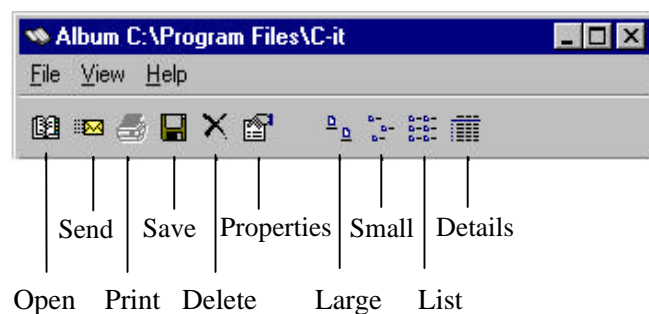 Album C:\Program Files\C-it
File View Help
Send Save Properties Small Details
Open Print Delete Large List